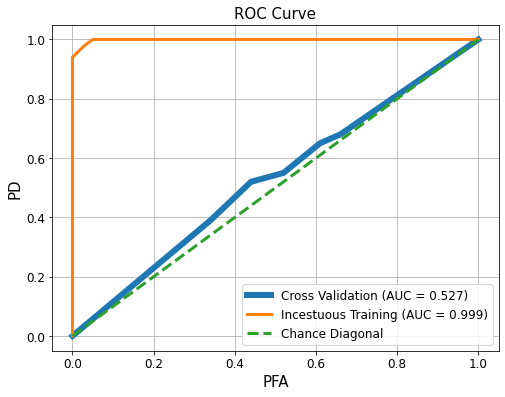 ROC Curve
1.0
0.8
0.6
0.4
0.2
0.0
PD
Cross Validation (AUC = 0.527)
Incestuous Training (AUC = 0.999)
Chance Diagonal
0.0 0.2 0.4 0.6 0.8 1.0
PFA